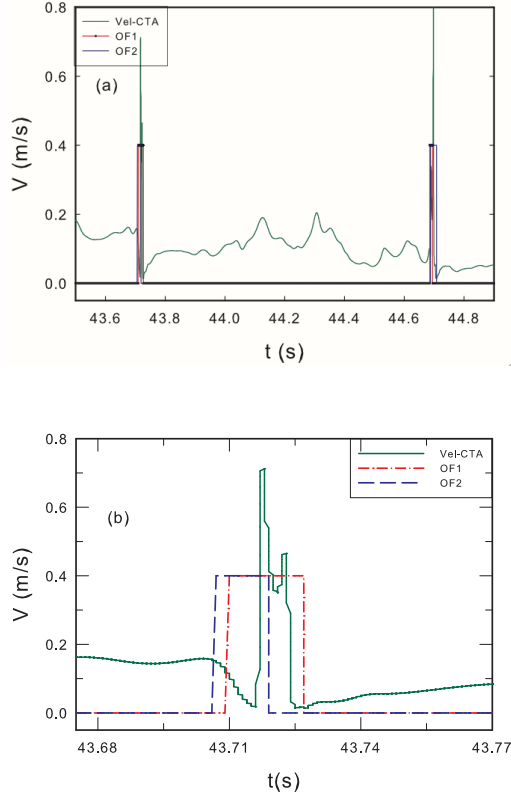 0.8
Vel-CTA
OF1
OF2
(a)
0.6
0.4
0.2
0.0
V (m/s)
43.6 43.8 44.0 44.2 44.4 44.6 44.8
t (s)
0.8
Vel-CTA
OF1
OF2
(b)
0.6
0.4
0.2
0.0
V (m/s)
43.68 43.71 43.74 43.77
t(s)